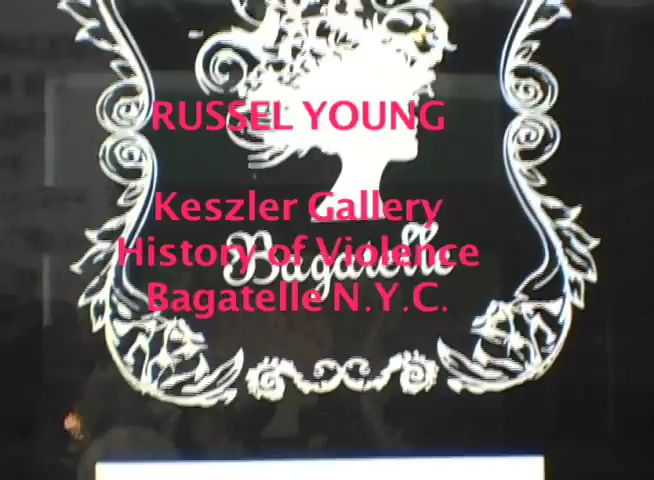 RUSSEL YOUNG
Keszler Gallery
History of Violence
Bagatelle
Bagatelle N.Y.C.